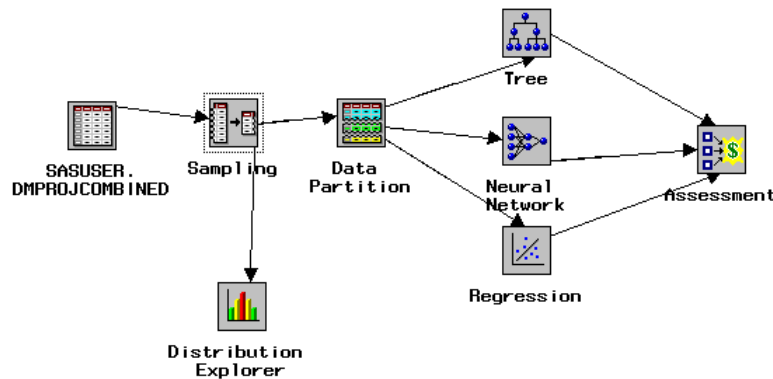 Tree
SASUSER.
DMPROJCOMBINED
Sampling
Data
Partition
Neural
Network
Assessment
$
Regression
Distribution
Explorer